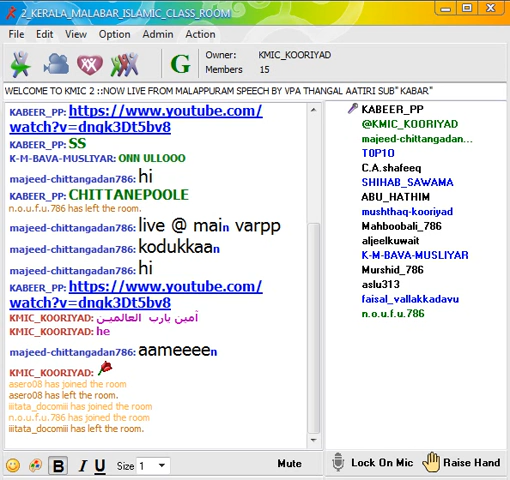 2_KERALA_MALABAR_ISLAMIC_CLASS_ROOM
File Edit View Option Admin Action
G Owner: KMIC_KOORIYAD
Members 15
WELCOME TO KMIC 2 ::NOW LIVE FROM MALAPPURAM SPEECH BY VPA THANGAL AATIRI SUB" KABAR"
KABEER_PP: https://www.youtube.com/
watch?v=dngk3Dt5bv8
KABEER_PP: SS
K-M-BAVA-MUSLIYAR: ONN ULLOOO
majeed-chittangadan786: hi
KABEER_PP: CHITTANEPOOLE
n.o.u.f.u.786 has left the room.
majeed-chittangadan786: live @ main varpp
majeed-chittangadan786: kodukkaan
majeed-chittangadan786: hi
KABEER_PP: https://www.youtube.com/
watch?v=dngk3Dt5bv8
KMIC_KOORIYAD: أمين يارب العالميـن
KMIC_KOORIYAD: he
majeed-chittangadan786: aameeeen
KMIC_KOORIYAD:
asero08 has joined the room
asero08 has left the room.
iiitata_docomiii has joined the room
n.o.u.f.u.786 has joined the room
iiitata_docomiii has left the room.
KABEER_PP
@KMIC_KOORIYAD
majeed-chittangadan...
T0P1O
C.A.shafeeq
SHIHAB_SAWAMA
ABU_HATHIM
mushthaq-kooriyad
Mahboobali_786
aljeelkuwait
K-M-BAVA-MUSLIYAR
Murshid_786
aslu313
faisal_vallakkadavu
n.o.u.f.u.786
B I U Size 1 Mute Lock On Mic Raise Hand